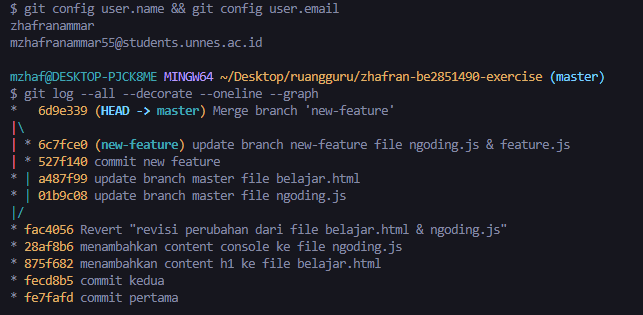 $ git config user.name && git config user.email
zhafranammar
mzhafranammar55@students.unnes.ac.id
mzhaf@DESKTOP-PJCK8ME MINGW64 ~/Desktop/ruangguru/zhafran-be2851490-exercise (master)
$ git log --all --decorate --oneline --graph
*   6d9e339 (HEAD -> master) Merge branch 'new-feature'
|\
| * 6c7fce0 (new-feature) update branch new-feature file ngoding.js & feature.js
| * 527f140 commit new feature
* | a487f99 update branch master file belajar.html
* | 01b9c08 update branch master file ngoding.js
|/
* fac4056 Revert "revisi perubahan dari file belajar.html & ngoding.js"
* 28af8b6 menambahkan content console ke file ngoding.js
* 875f682 menambahkan content h1 ke file belajar.html
* fecd8b5 commit kedua
* fe7fafd commit pertama